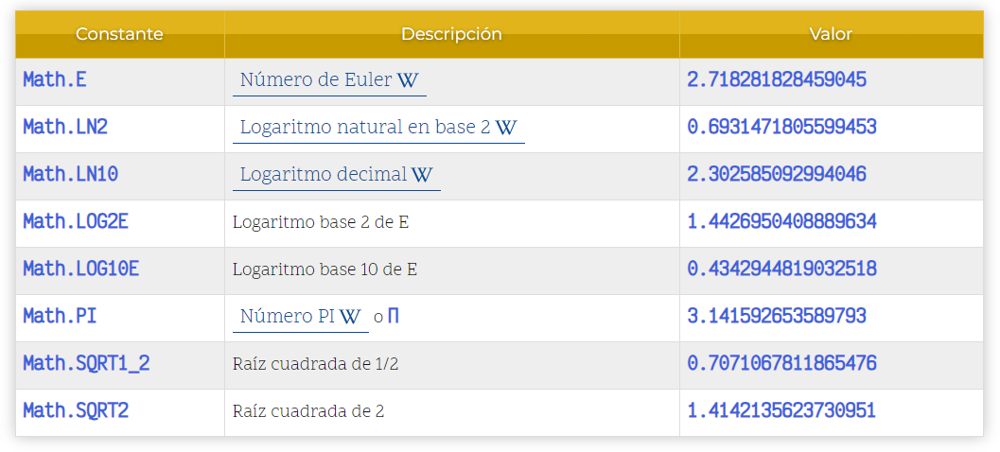 Constante Descripción Valor
Math.E Número de Euler W 2.718281828459045
Math.LN2 Logaritmo natural en base 2 W 0.6931471805599453
Math.LN10 Logaritmo decimal W 2.302585092994046
Math.LOG2E Logaritmo base 2 de E 1.4426950408889634
Math.LOG10E Logaritmo base 10 de E 0.4342944819032518
Math.PI Número PI W o Π 3.141592653589793
Math.SQRT1_2 Raíz cuadrada de 1/2 0.7071067811865476
Math.SQRT2 Raíz cuadrada de 2 1.4142135623730951